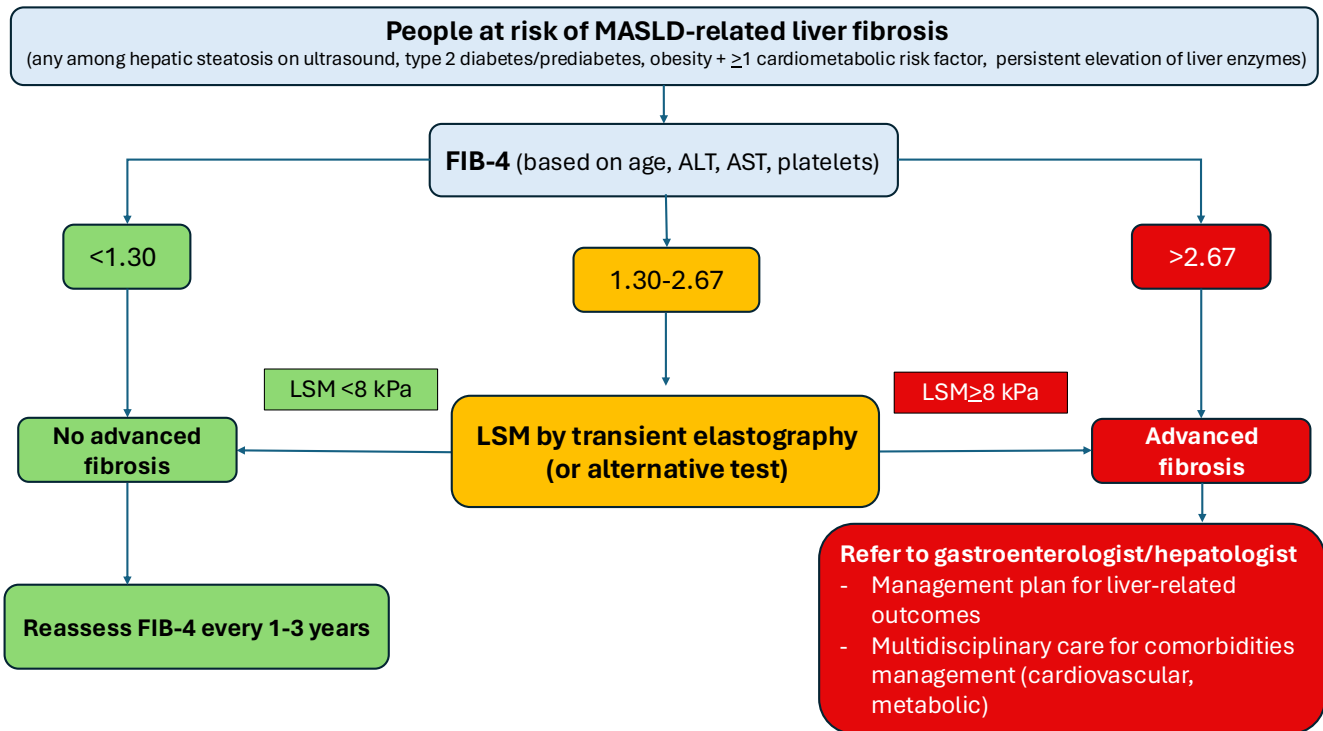 People at risk of MASLD-related liver fibrosis
(any among hepatic steatosis on ultrasound, type 2 diabetes/prediabetes, obesity + ≥1 cardiometabolic risk factor, persistent elevation of liver enzymes)
FIB-4 (based on age, ALT, AST, platelets)
<1.30
1.30-2.67
>2.67
LSM <8 kPa
LSM≥8 kPa
No advanced
fibrosis
LSM by transient elastography
(or alternative test)
Advanced
fibrosis
Reassess FIB-4 every 1-3 years
Refer to gastroenterologist/hepatologist
- Management plan for liver-related
outcomes
- Multidisciplinary care for comorbidities
management (cardiovascular,
metabolic)